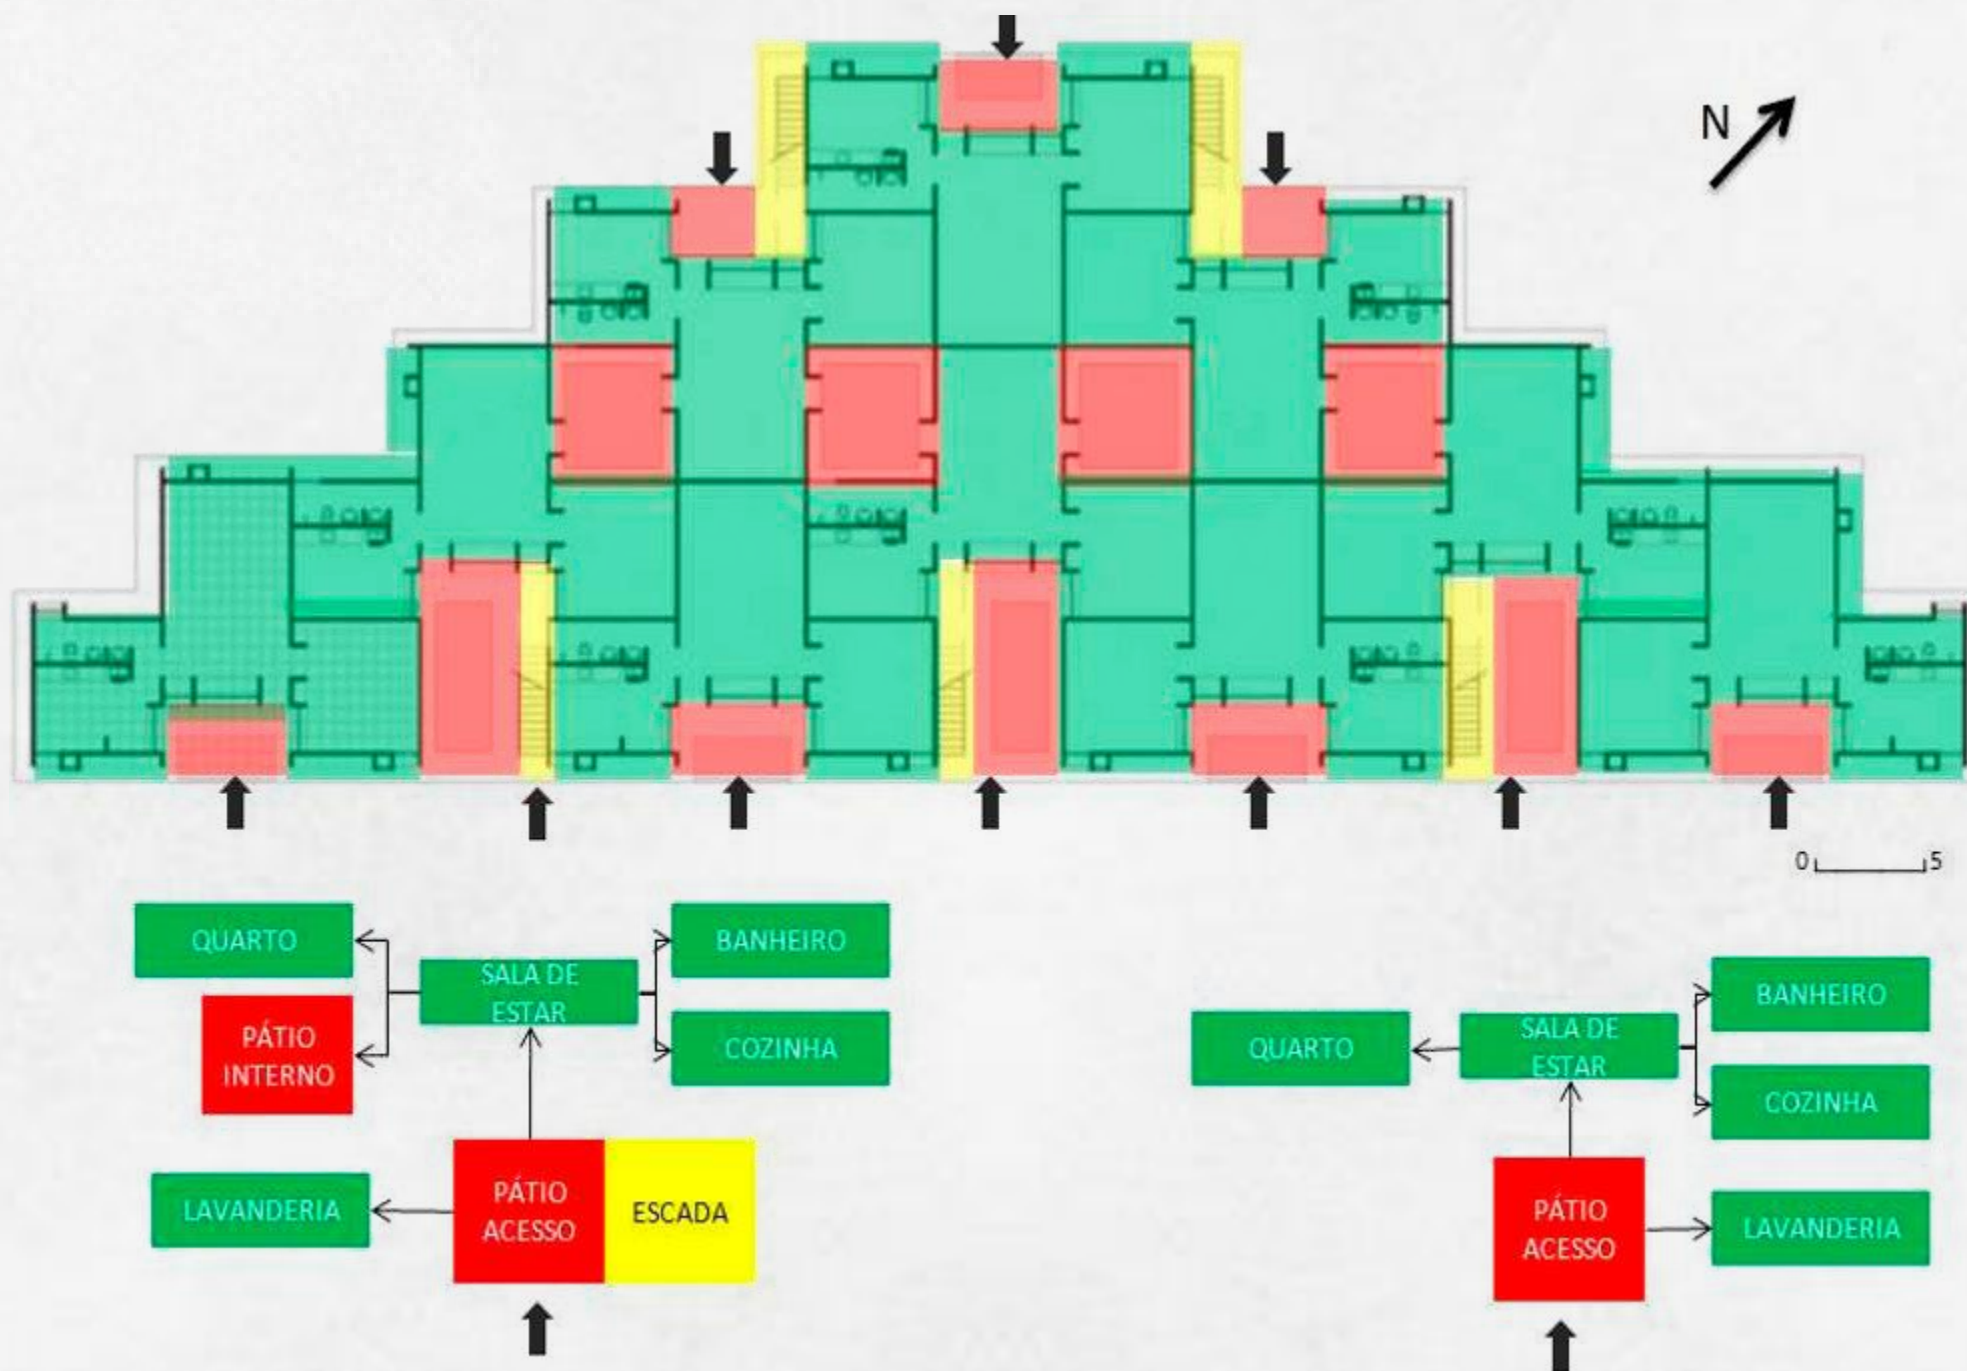 N
0 5
QUARTO
BANHEIRO
SALA DE
ESTAR
PÁTIO
INTERNO
COZINHA
LAVANDERIA
PÁTIO
ACESSO
ESCADA
BANHEIRO
QUARTO
SALA DE
ESTAR
COZINHA
PÁTIO
ACESSO
LAVANDERIA